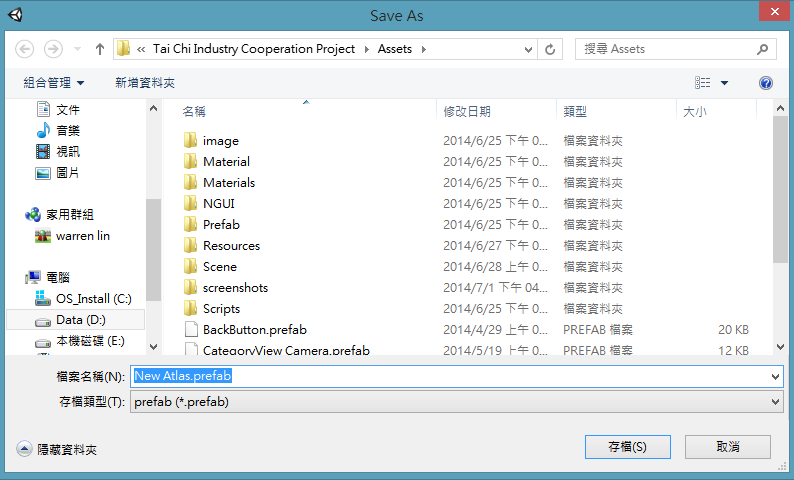 Save As
« Tai Chi Industry Cooperation Project Assets
搜尋 Assets
組合管理 新增資料夾
名稱 修改日期 類型 大小
文件
音樂
視訊
圖片
家用群組
warren lin
電腦
OS_Install (C:)
Data (D:)
本機磁碟 (E:)
image 2014/6/25 下午 0... 檔案資料夾
Material 2014/6/25 下午 0... 檔案資料夾
Materials 2014/6/25 下午 0... 檔案資料夾
NGUI 2014/6/25 下午 0... 檔案資料夾
Prefab 2014/6/25 下午 0... 檔案資料夾
Resources 2014/6/27 下午 0... 檔案資料夾
Scene 2014/6/28 上午 0... 檔案資料夾
screenshots 2014/7/1 下午 04... 檔案資料夾
Scripts 2014/6/25 下午 0... 檔案資料夾
BackButton.prefab 2014/4/29 上午 0... PREFAB 檔案 20 KB
CategoryView Camera.prefab 2014/5/19 上午 0... PREFAB 檔案 12 KB
檔案名稱(N): New Atlas.prefab
存檔類型(T): prefab (*.prefab)
隱藏資料夾
存檔(S) 取消